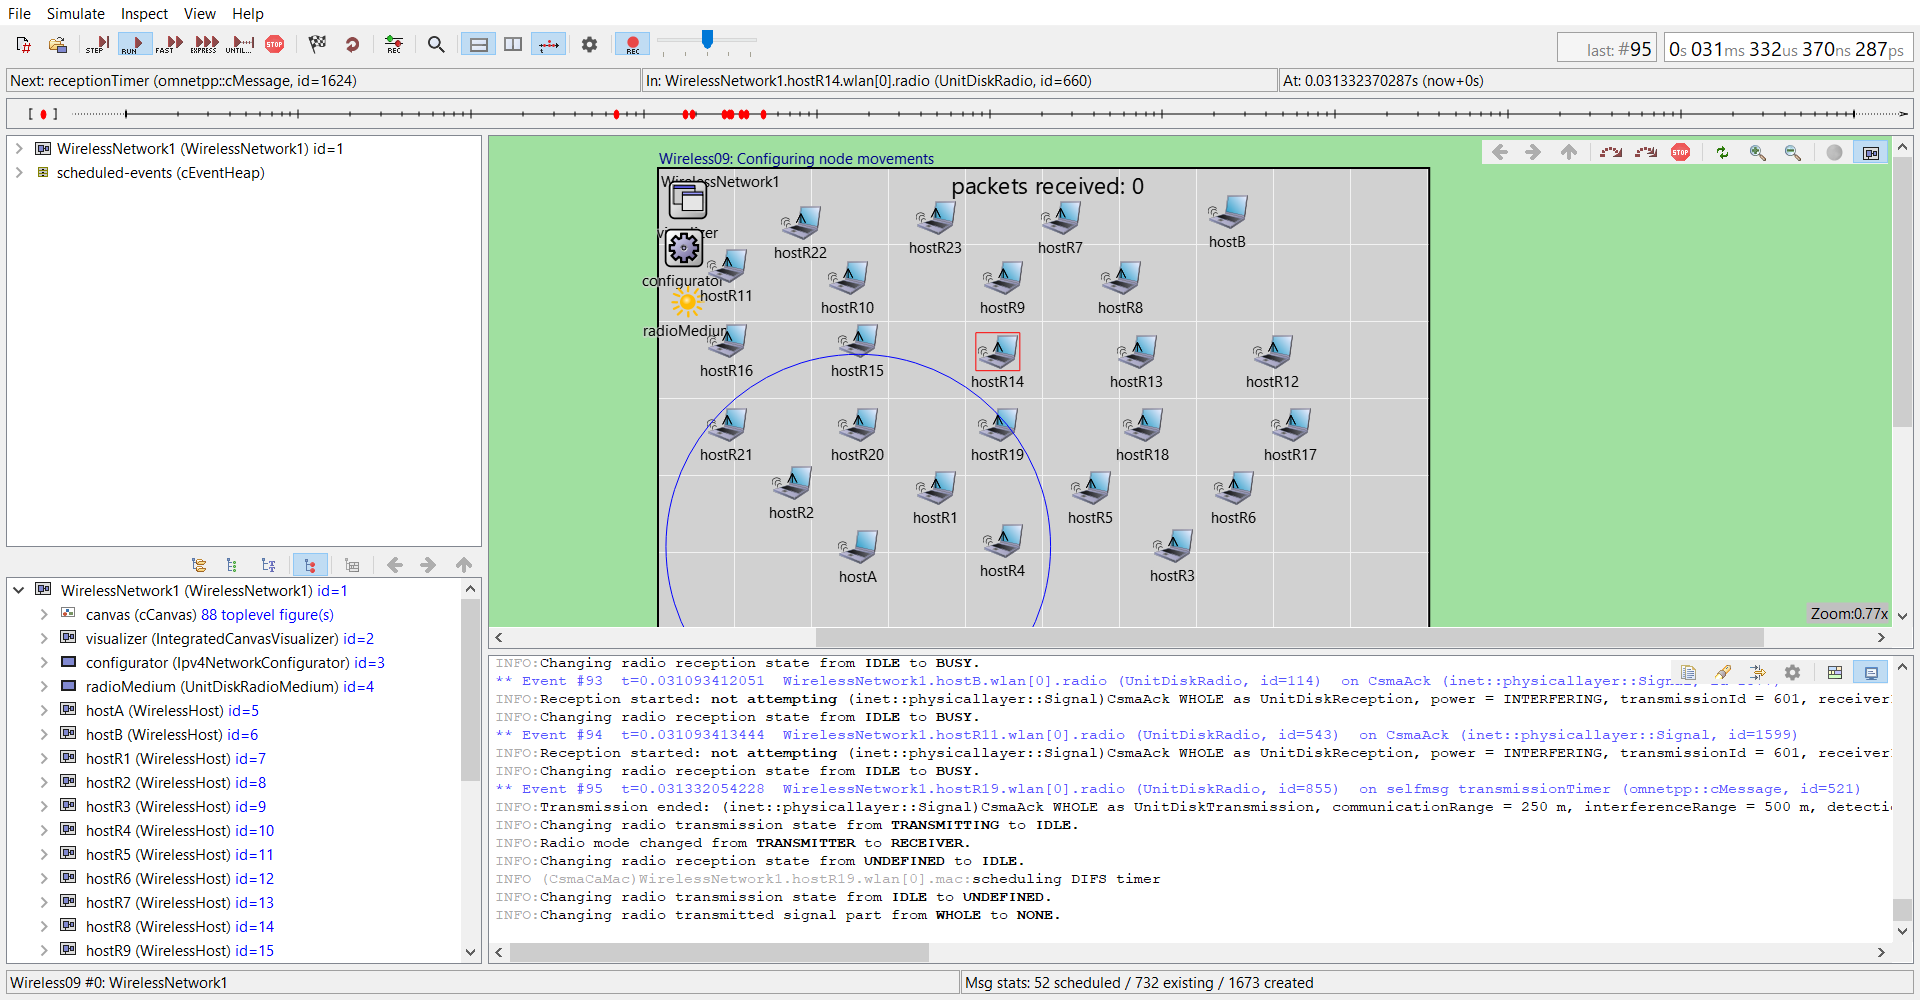 File Simulate Inspect View Help
STEP RUN FAST EXPRESS UNTIL... STOP REC REC
last: #95 0s 031ms 332us 370ns 287ps
Next: receptionTimer (omnetpp::cMessage, id=1624) In: WirelessNetwork1.hostR14.wlan[0].radio (UnitDiskRadio, id=660) At: 0.031332370287s (now+0s)
WirelessNetwork1 (WirelessNetwork1) id=1
scheduled-events (cEventHeap)
Wireless09: Configuring node movements
STOP
WirelessNetwork1
packets received: 0
visualizer
hostR22
hostR23
hostR7
hostB
configurator
hostR11
hostR10
hostR9
hostR8
radioMedium
hostR16
hostR15
hostR14
hostR13
hostR12
hostR21
hostR20
hostR19
hostR18
hostR17
hostR2
hostR1
hostR5
hostR6
hostA
hostR4
hostR3
Zoom:0.77x
WirelessNetwork1 (WirelessNetwork1) id=1
canvas (cCanvas) 88 toplevel figure(s)
visualizer (IntegratedCanvasVisualizer) id=2
configurator (Ipv4NetworkConfigurator) id=3
radioMedium (UnitDiskRadioMedium) id=4
hostA (WirelessHost) id=5
hostB (WirelessHost) id=6
hostR1 (WirelessHost) id=7
hostR2 (WirelessHost) id=8
hostR3 (WirelessHost) id=9
hostR4 (WirelessHost) id=10
hostR5 (WirelessHost) id=11
hostR6 (WirelessHost) id=12
hostR7 (WirelessHost) id=13
hostR8 (WirelessHost) id=14
hostR9 (WirelessHost) id=15
INFO:Changing radio reception state from IDLE to BUSY.
** Event #93 t=0.031093412051 WirelessNetwork1.hostB.wlan[0].radio (UnitDiskRadio, id=114) on CsmaAck (inet::physicallayer::Signal,
INFO:Reception started: not attempting (inet::physicallayer::Signal)CsmaAck WHOLE as UnitDiskReception, power = INTERFERING, transmissionId = 601, receiver
INFO:Changing radio reception state from IDLE to BUSY.
** Event #94 t=0.031093413444 WirelessNetwork1.hostR11.wlan[0].radio (UnitDiskRadio, id=543) on CsmaAck (inet::physicallayer::Signal, id=1599)
INFO:Reception started: not attempting (inet::physicallayer::Signal)CsmaAck WHOLE as UnitDiskReception, power = INTERFERING, transmissionId = 601, receiver
INFO:Changing radio reception state from IDLE to BUSY.
** Event #95 t=0.031332054228 WirelessNetwork1.hostR19.wlan[0].radio (UnitDiskRadio, id=855) on selfmsg transmissionTimer (omnetpp::cMessage, id=521)
INFO:Transmission ended: (inet::physicallayer::Signal)CsmaAck WHOLE as UnitDiskTransmission, communicationRange = 250 m, interferenceRange = 500 m, detecti
INFO:Changing radio transmission state from TRANSMITTING to IDLE.
INFO:Radio mode changed from TRANSMITTER to RECEIVER.
INFO:Changing radio reception state from UNDEFINED to IDLE.
INFO (CsmaCaMac)WirelessNetwork1.hostR19.wlan[0].mac:scheduling DIFS timer
INFO:Changing radio transmission state from IDLE to UNDEFINED.
INFO:Changing radio transmitted signal part from WHOLE to NONE.
Wireless09 #0: WirelessNetwork1 Msg stats: 52 scheduled / 732 existing / 1673 created